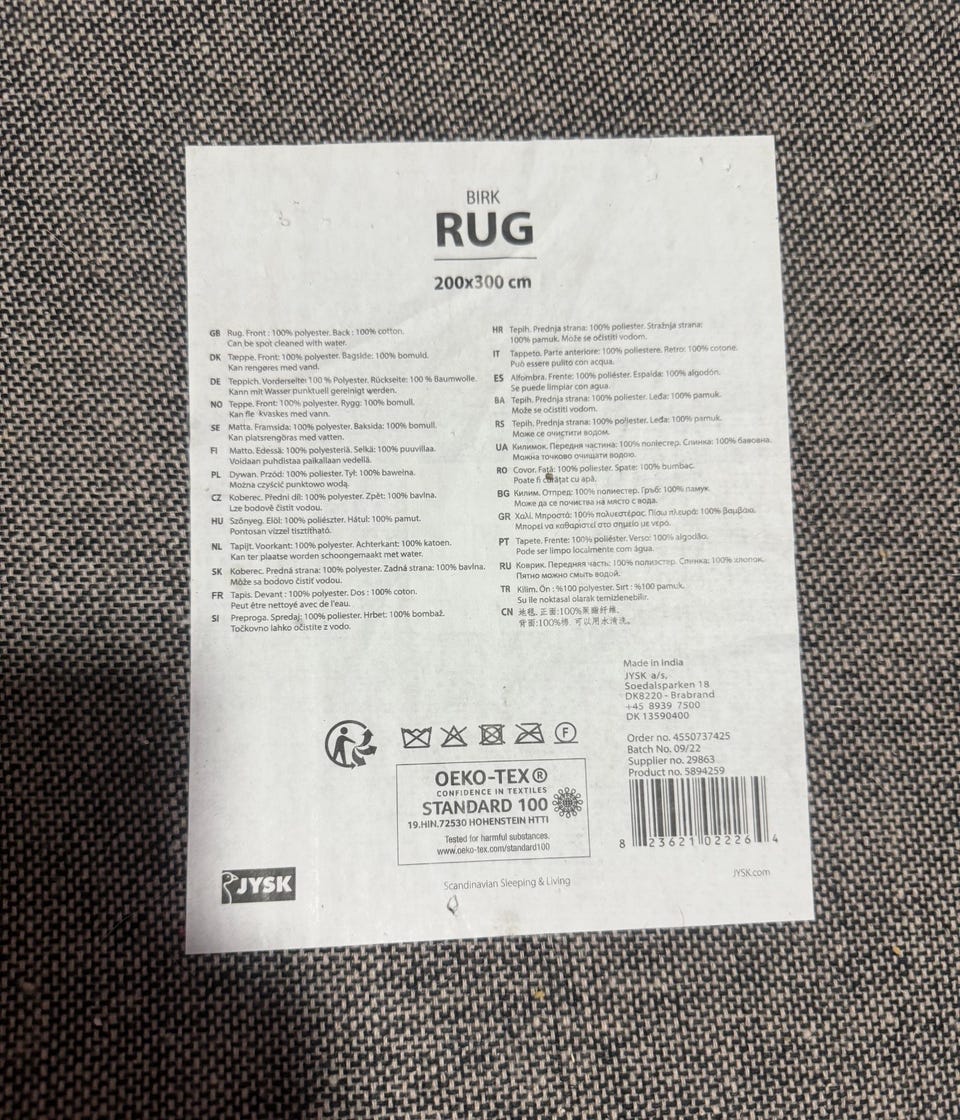 BIRK
RUG
200x300 cm
GB Rug. Front : 100% polyester. Back : 100% cotton.
Can be spot cleaned with water.
DK Tæppe. Front: 100% polyester. Bagside: 100% bomuld.
Kan rengøres med vand.
DE Teppich. Vorderseite: 100 % Polyester. Rückseite: 100 % Baumwolle.
Kann mit Wasser punktuell gereinigt werden.
NO Teppe. Front: 100% polyester. Rygg: 100% bomull.
Kan fle kvaskes med vann.
SE Matta. Framsida: 100% polyester. Baksida: 100% bomull.
Kan platsrengöras med vatten.
FI Matto. Edessä: 100% polyesteriä. Selkä: 100% puuvillaa.
Voidaan puhdistaa paikallaan vedellä.
PL Dywan. Przód: 100% poliester. Tył: 100% bawełna.
Można czyścić punktowo wodą.
CZ Koberec. Přední díl: 100% polyester. Zpět: 100% bavlna.
Lze bodově čistit vodou.
HU Szőnyeg. Elöl: 100% poliészter. Hátul: 100% pamut.
Pontosan vízzel tisztítható.
NL Tapijt. Voorkant: 100% polyester. Achterkant: 100% katoen.
Kan ter plaatse worden schoongemaakt met water.
SK Koberec. Predná strana: 100% polyester. Zadná strana: 100% bavlna.
Môže sa bodovo čistiť vodou.
FR Tapis. Devant : 100% polyester. Dos : 100% coton.
Peut être nettoyé avec de l'eau.
SI Preproga. Spredaj: 100% poliester. Hrbet: 100% bombaž.
Točkovno lahko očistite z vodo.
HR Tepih. Prednja strana: 100% poliester. Stražnja strana:
100% pamuk. Može se očistiti vodom.
IT Tappeto. Parte anteriore: 100% poliestere. Retro: 100% cotone.
Può essere pulito con acqua.
ES Alfombra. Frente: 100% poliéster. Espalda: 100% algodón.
Se puede limpiar con agua.
BA Tepih. Prednja strana: 100% poliester. Leđa: 100% pamuk.
Može se očistiti vodom.
RS Tepih. Prednja strana: 100% poliester. Leđa: 100% pamuk.
Може се очистити водом.
UA Килимок. Передня частина: 100% поліестер. Спинка: 100% бавовна.
Можна точково очищати водою.
RO Covor. Față: 100% poliester. Spate: 100% bumbac.
Poate fi curățat cu apă.
BG Килим. Отпред: 100% полиестер. Гръб: 100% памук.
Може да се почиства на място с вода.
GR Χαλί. Μπροστά: 100% πολυεστέρας. Πίσω πλευρά: 100% βαμβάκι.
Μπορεί να καθαριστεί στο σημείο με νερό.
PT Tapete. Frente: 100% poliéster. Verso: 100% algodão.
Pode ser limpo localmente com água.
RU Коврик. Передняя часть: 100% полиэстер. Спинка: 100% хлопок.
Пятно можно смыть водой.
TR Kilim. Ön : %100 polyester. Sırt : %100 pamuk.
Su ile noktasal olarak temizlenebilir.
CN 地毯. 正面:100%聚酯纤维.
背面:100%棉. 可以用水清洗.
Made in India
JYSK a/s,
Soedalsparken 18
DK8220 - Brabrand
+45 8939 7500
DK 13590400
Order no. 4550737425
Batch No. 09/22
Supplier no. 29863
Product no. 5894259
8 23621 02226 4
F
OEKO-TEX®
CONFIDENCE IN TEXTILES
STANDARD 100
19.HIN.72530 HOHENSTEIN HTTI
Tested for harmful substances.
www.oeko-tex.com/standard100
JYSK
Scandinavian Sleeping & Living
JYSK.com